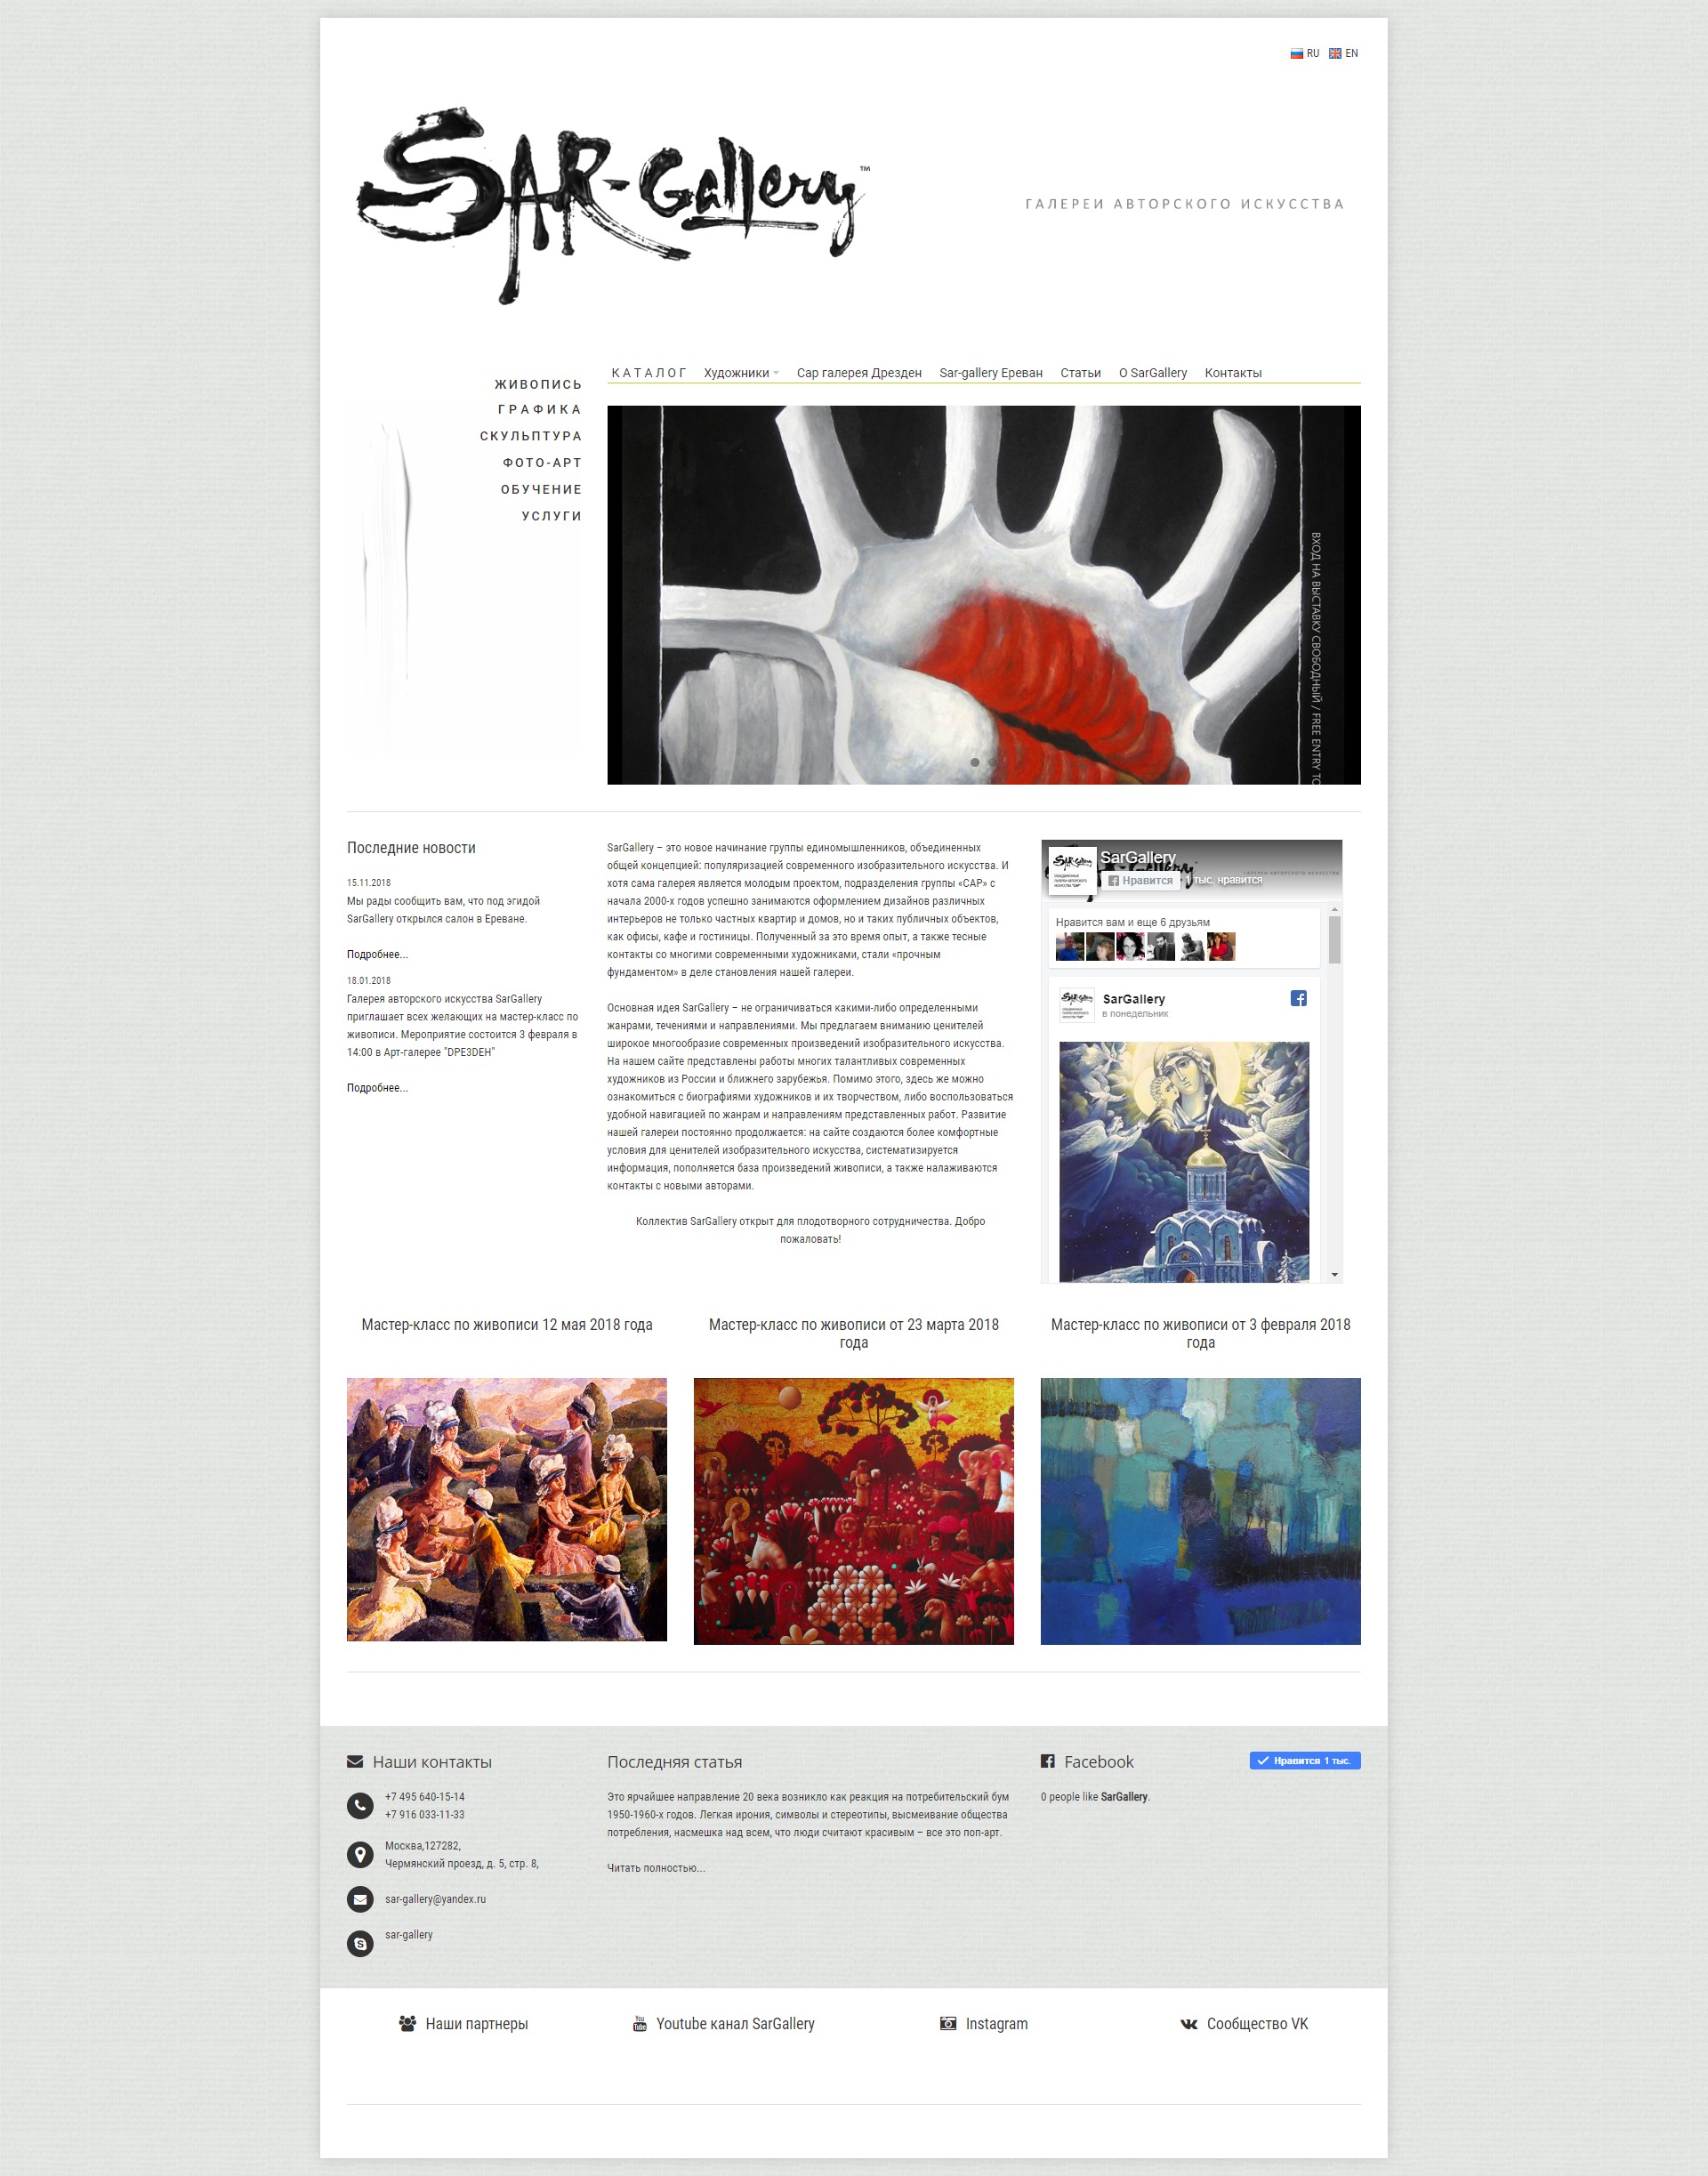 RU EN
SAR-Gallery™
ГАЛЕРЕИ АВТОРСКОГО ИСКУССТВА
КАТАЛОГ Художники Сар галерея Дрезден Sar-gallery Ереван Статьи О SarGallery Контакты
ЖИВОПИСЬ
ГРАФИКА
СКУЛЬПТУРА
ФОТО-АРТ
ОБУЧЕНИЕ
УСЛУГИ
ВХОД НА ВЫСТАВКУ СВОБОДНЫЙ / FREE ENTRY TO
Последние новости
15.11.2018
Мы рады сообщить вам, что под эгидой
SarGallery открылся салон в Ереване.
Подробнее...
18.01.2018
Галерея авторского искусства SarGallery
приглашает всех желающих на мастер-класс по
живописи. Мероприятие состоится 3 февраля в
14:00 в Арт-галерее "DРЕЗDЕН"
Подробнее...
SarGallery – это новое начинание группы единомышленников, объединенных
общей концепцией: популяризацией современного изобразительного искусства. И
хотя сама галерея является молодым проектом, подразделения группы «САР» с
начала 2000-х годов успешно занимаются оформлением дизайнов различных
интерьеров не только частных квартир и домов, но и таких публичных объектов,
как офисы, кафе и гостиницы. Полученный за это время опыт, а также тесные
контакты со многими современными художниками, стали «прочным
фундаментом» в деле становления нашей галереи.
Основная идея SarGallery – не ограничиваться какими-либо определенными
жанрами, течениями и направлениями. Мы предлагаем вниманию ценителей
широкое многообразие современных произведений изобразительного искусства.
На нашем сайте представлены работы многих талантливых современных
художников из России и ближнего зарубежья. Помимо этого, здесь же можно
ознакомиться с биографиями художников и их творчеством, либо воспользоваться
удобной навигацией по жанрам и направлениям представленных работ. Развитие
нашей галереи постоянно продолжается: на сайте создаются более комфортные
условия для ценителей изобразительного искусства, систематизируется
информация, пополняется база произведений живописи, а также налаживаются
контакты с новыми авторами.
Коллектив SarGallery открыт для плодотворного сотрудничества. Добро
пожаловать!
SarGallery
Нравится 1 тыс. нравится
ГАЛЕРЕИ АВТОРСКОГО ИСКУССТВА
Нравится вам и еще 6 друзьям
SarGallery
в понедельник
Мастер-класс по живописи 12 мая 2018 года
Мастер-класс по живописи от 23 марта 2018
года
Мастер-класс по живописи от 3 февраля 2018
года
Наши контакты
+7 495 640-15-14
+7 916 033-11-33
Москва,127282,
Чермянский проезд, д. 5, стр. 8,
sar-gallery@yandex.ru
sar-gallery
Последняя статья
Это ярчайшее направление 20 века возникло как реакция на потребительский бум
1950-1960-х годов. Легкая ирония, символы и стереотипы, высмеивание общества
потребления, насмешка над всем, что люди считают красивым – все это поп-арт.
Читать полностью...
Facebook
Нравится 1 тыс.
0 people like SarGallery.
Наши партнеры
Youtube канал SarGallery
Instagram
Сообщество VK